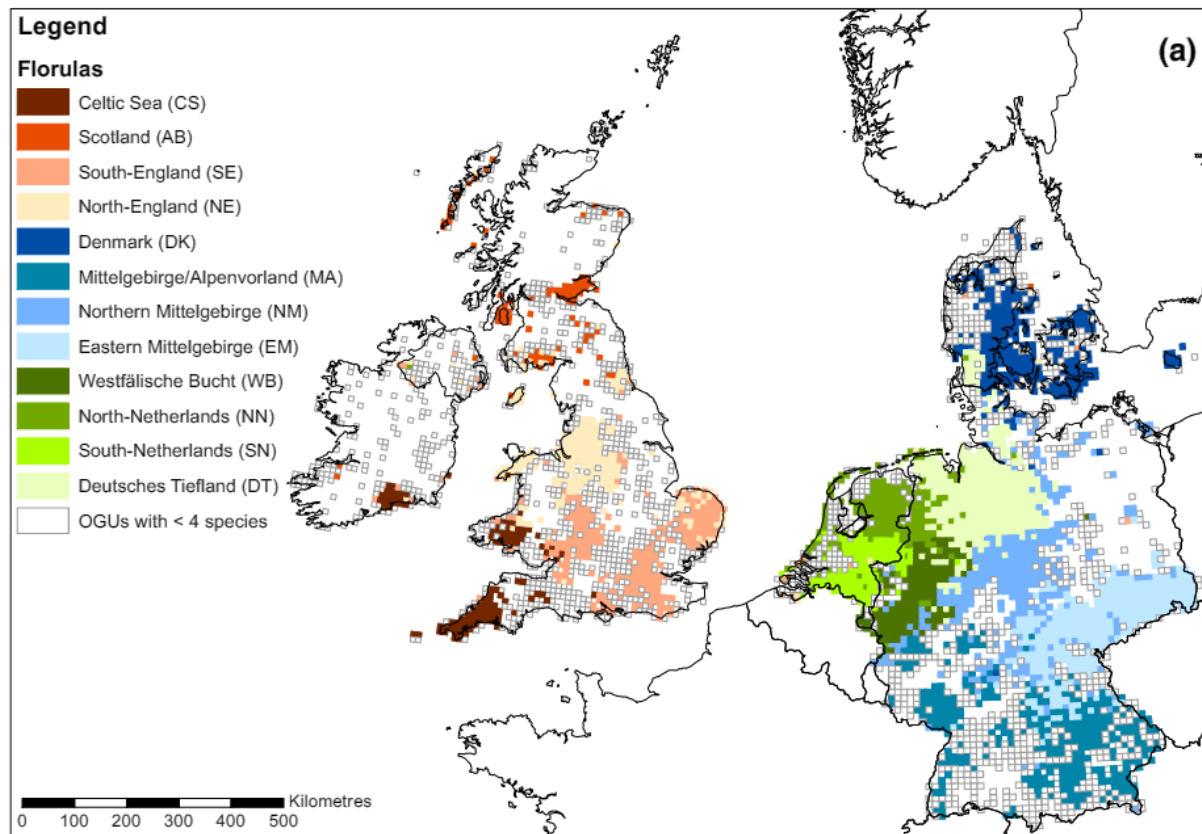 Legend
(a)
Florulas
Celtic Sea (CS)
Scotland (AB)
South-England (SE)
North-England (NE)
Denmark (DK)
Mittelgebirge/Alpenvorland (MA)
Northern Mittelgebirge (NM)
Eastern Mittelgebirge (EM)
Westfälische Bucht (WB)
North-Netherlands (NN)
South-Netherlands (SN)
Deutsches Tiefland (DT)
OGUs with < 4 species
Kilometres
0 100 200 300 400 500